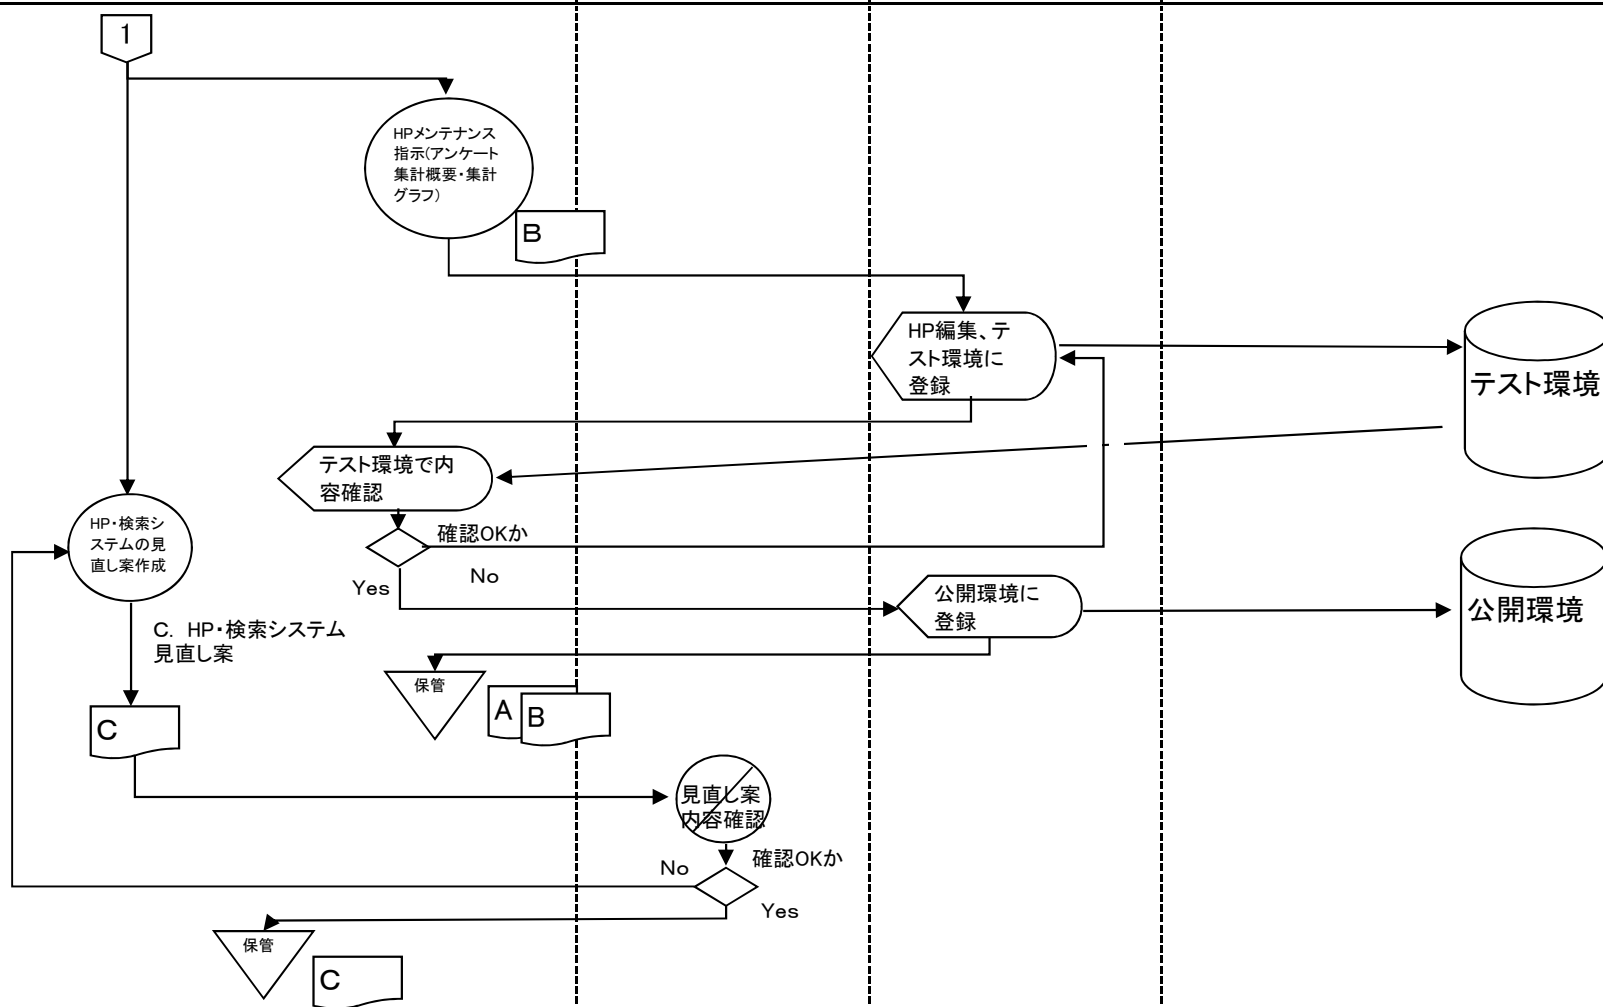 1
HPメンテナンス
指示(アンケート
集計概要・集計
グラフ)
B
HP編集、テ
スト環境に
登録
テスト環境
テスト環境で内
容確認
確認OKか
No
Yes
HP・検索シ
ステムの見
直し案作成
公開環境に
登録
公開環境
C. HP・検索システム
見直し案
保管
A
B
C
見直し案
内容確認
確認OKか
No
Yes
保管
C